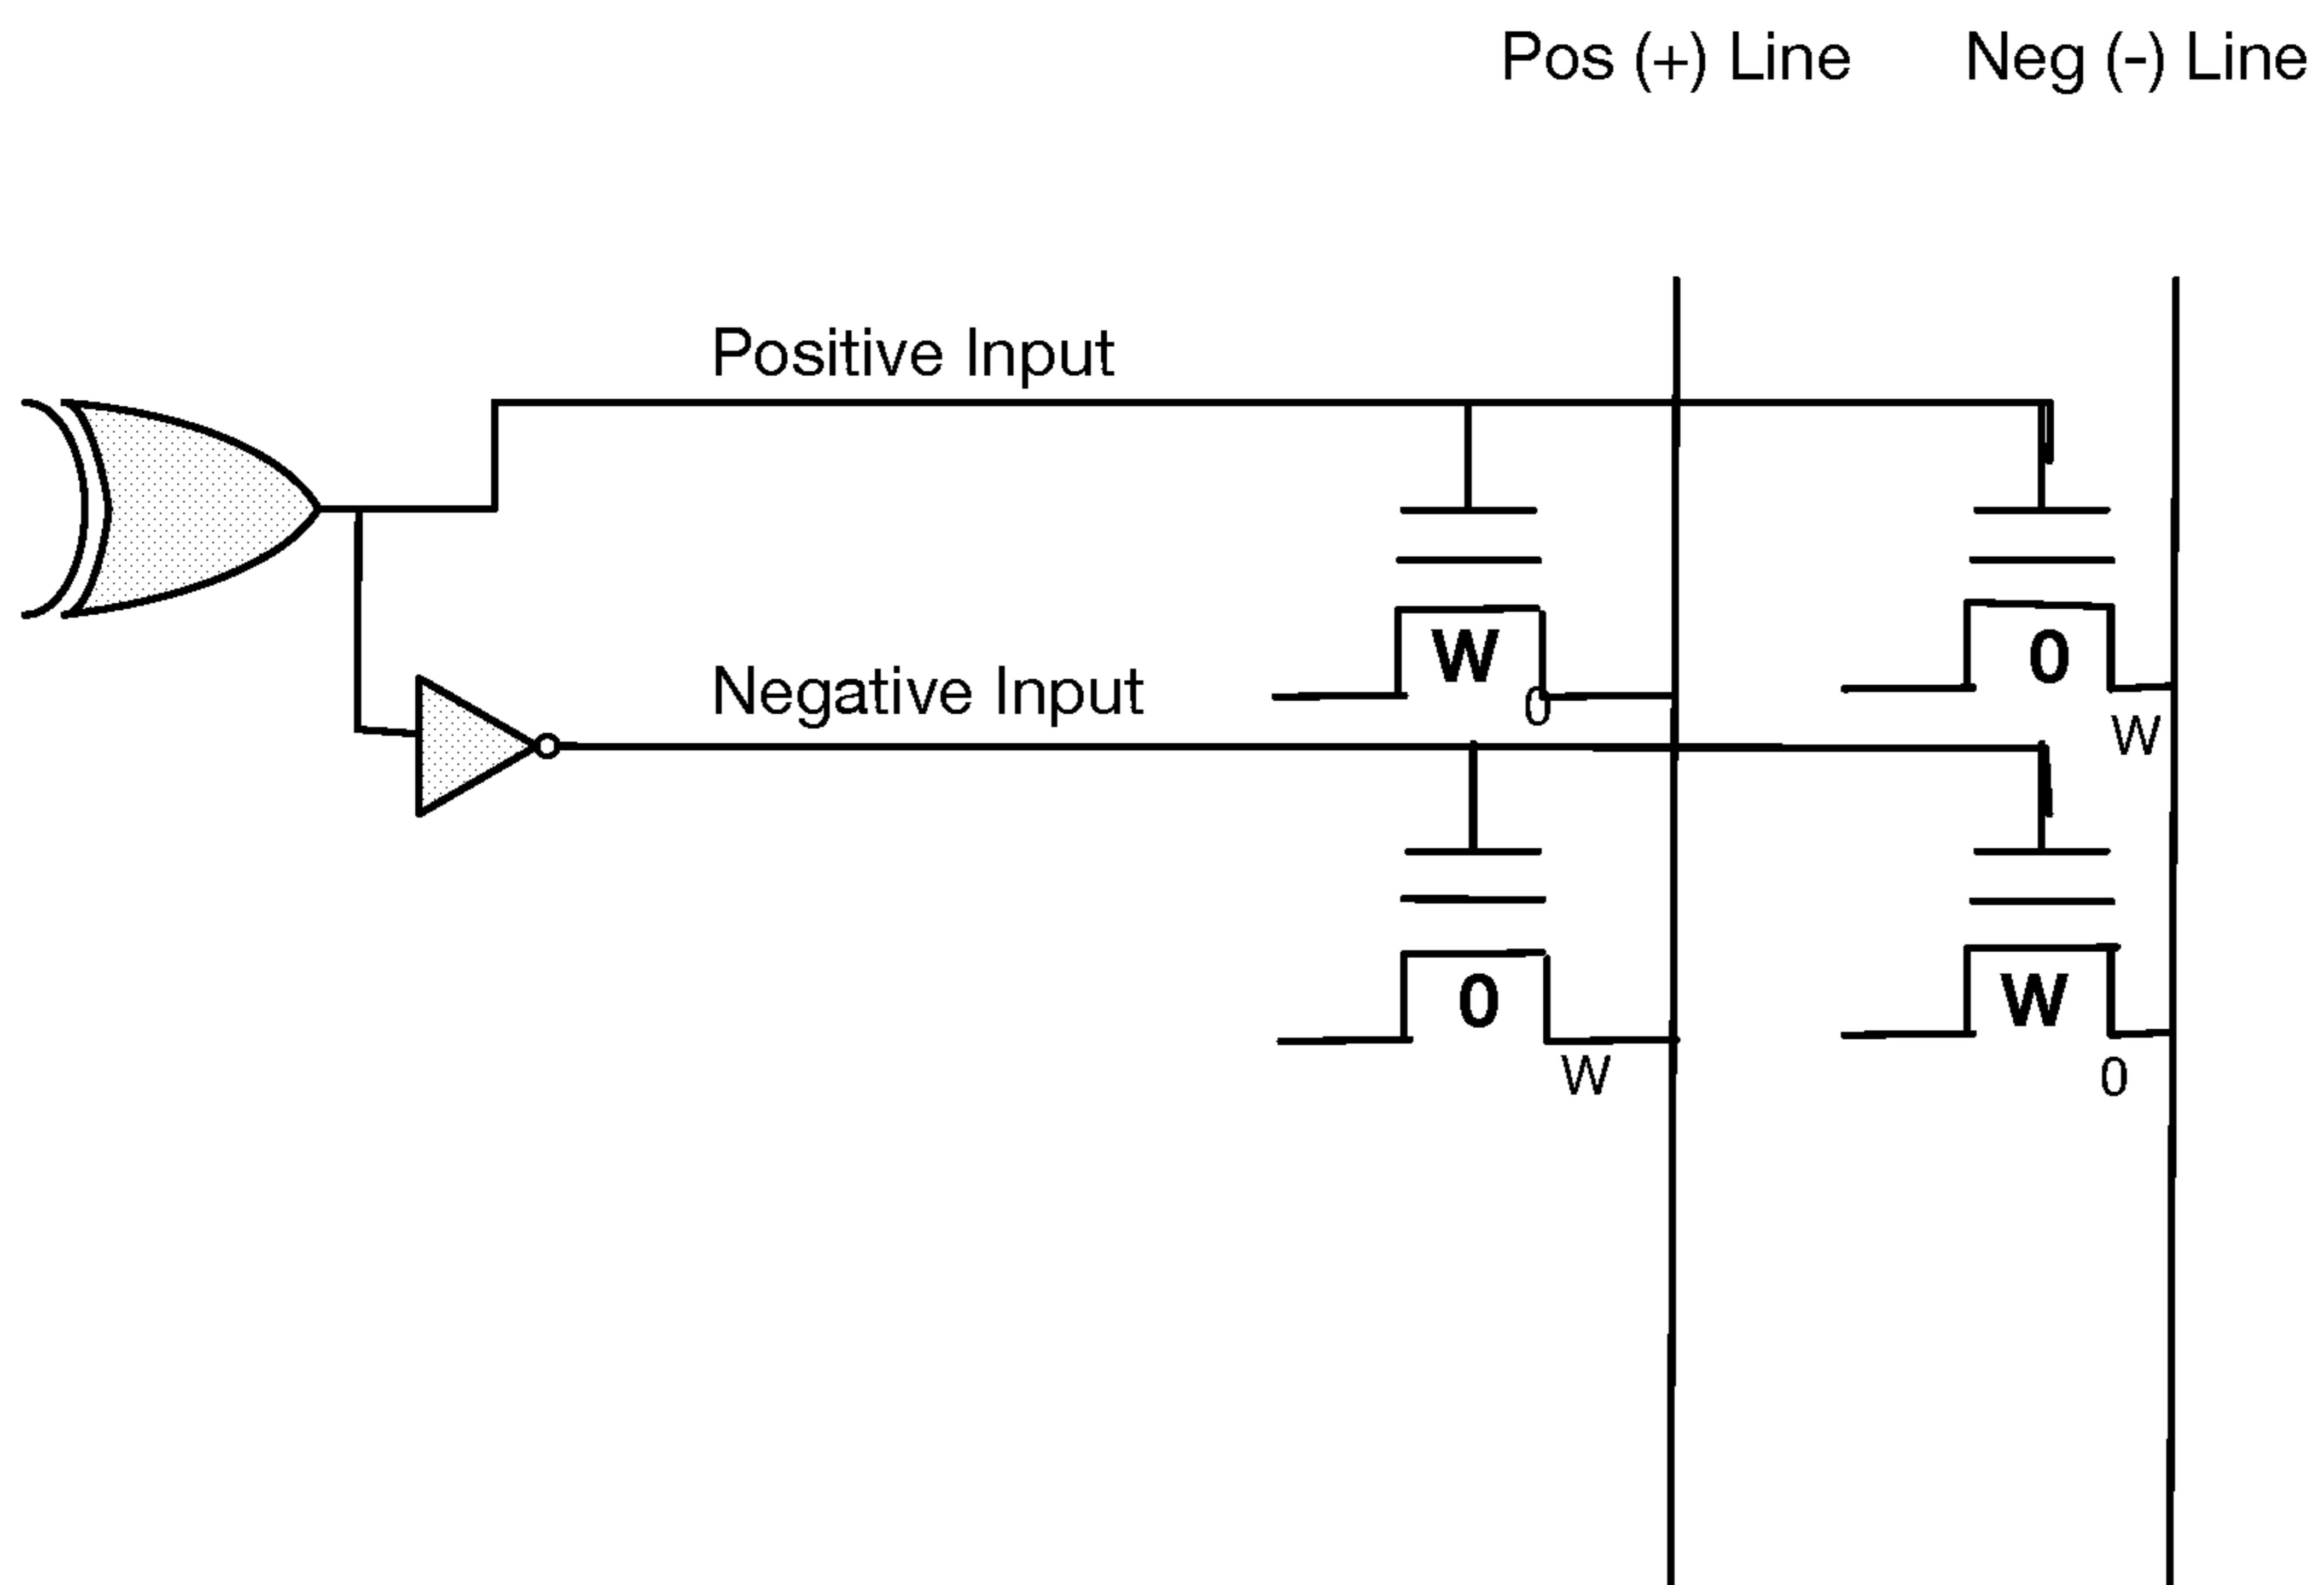 Pos (+) Line Neg (-) Line
Positive Input
W 0
Negative Input
0 W
0 W
W 0